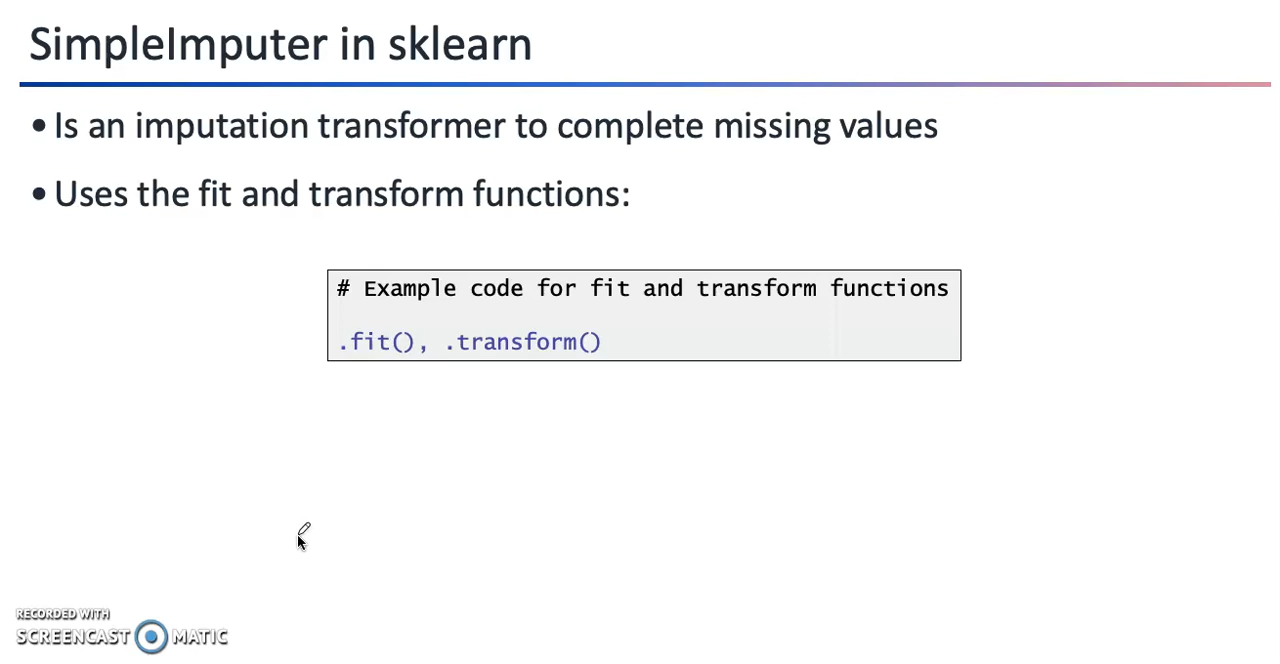 SimpleImputer in sklearn
•Is an imputation transformer to complete missing values
•Uses the fit and transform functions:
# Example code for fit and transform functions
.fit(), .transform()
RECORDED WITH
SCREENCAST MATIC